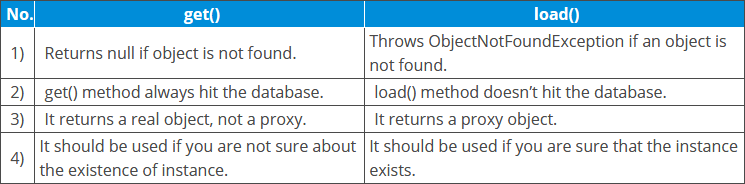 No. get() load()
1) Returns null if object is not found. Throws ObjectNotFoundException if an object is
not found.
2) get() method always hit the database. load() method doesn’t hit the database.
3) It returns a real object, not a proxy. It returns a proxy object.
4) It should be used if you are not sure about It should be used if you are sure that the instance
the existence of instance. exists.